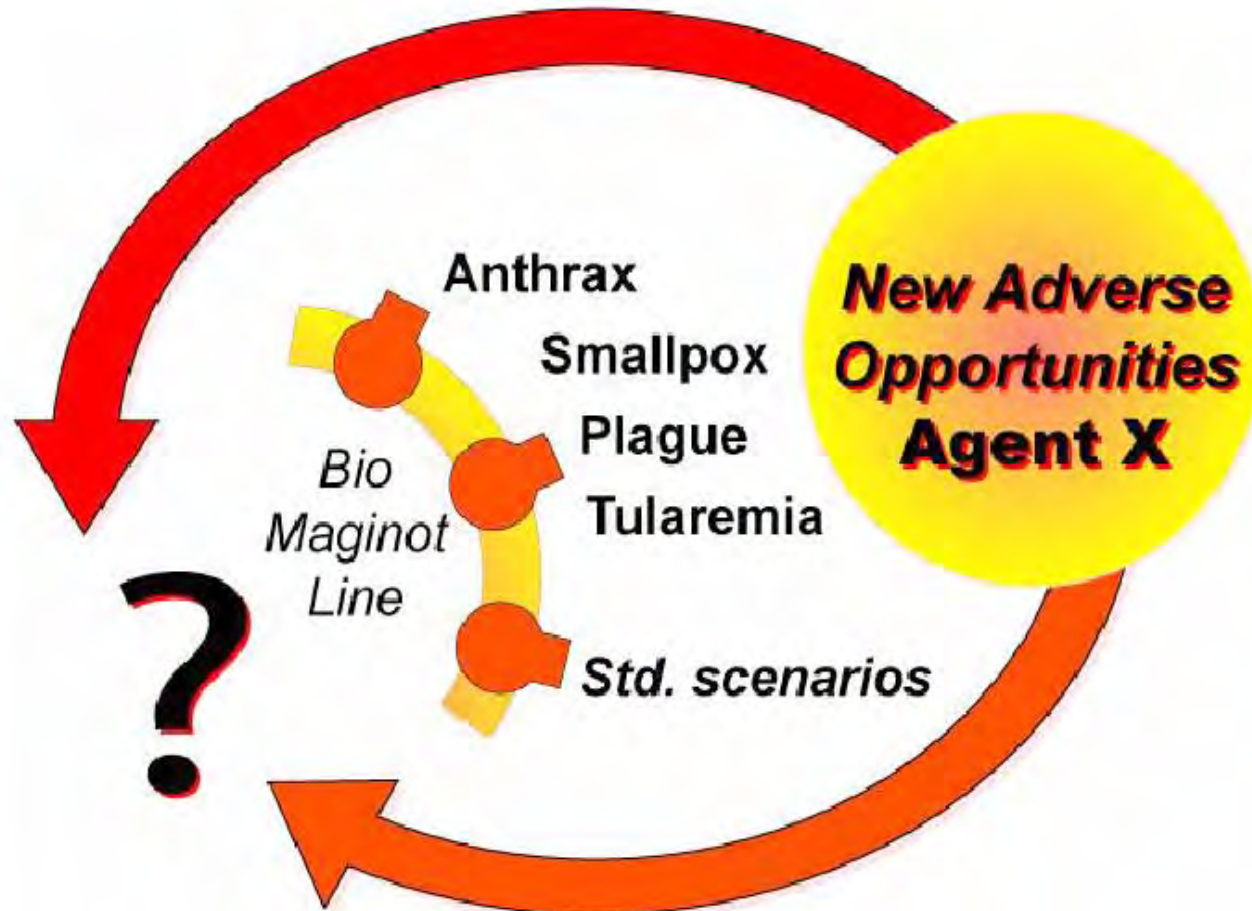 Anthrax
Smallpox
Plague
Tularemia
Std. scenarios
Bio
Maginot
Line
New Adverse
Opportunities
Agent X
?